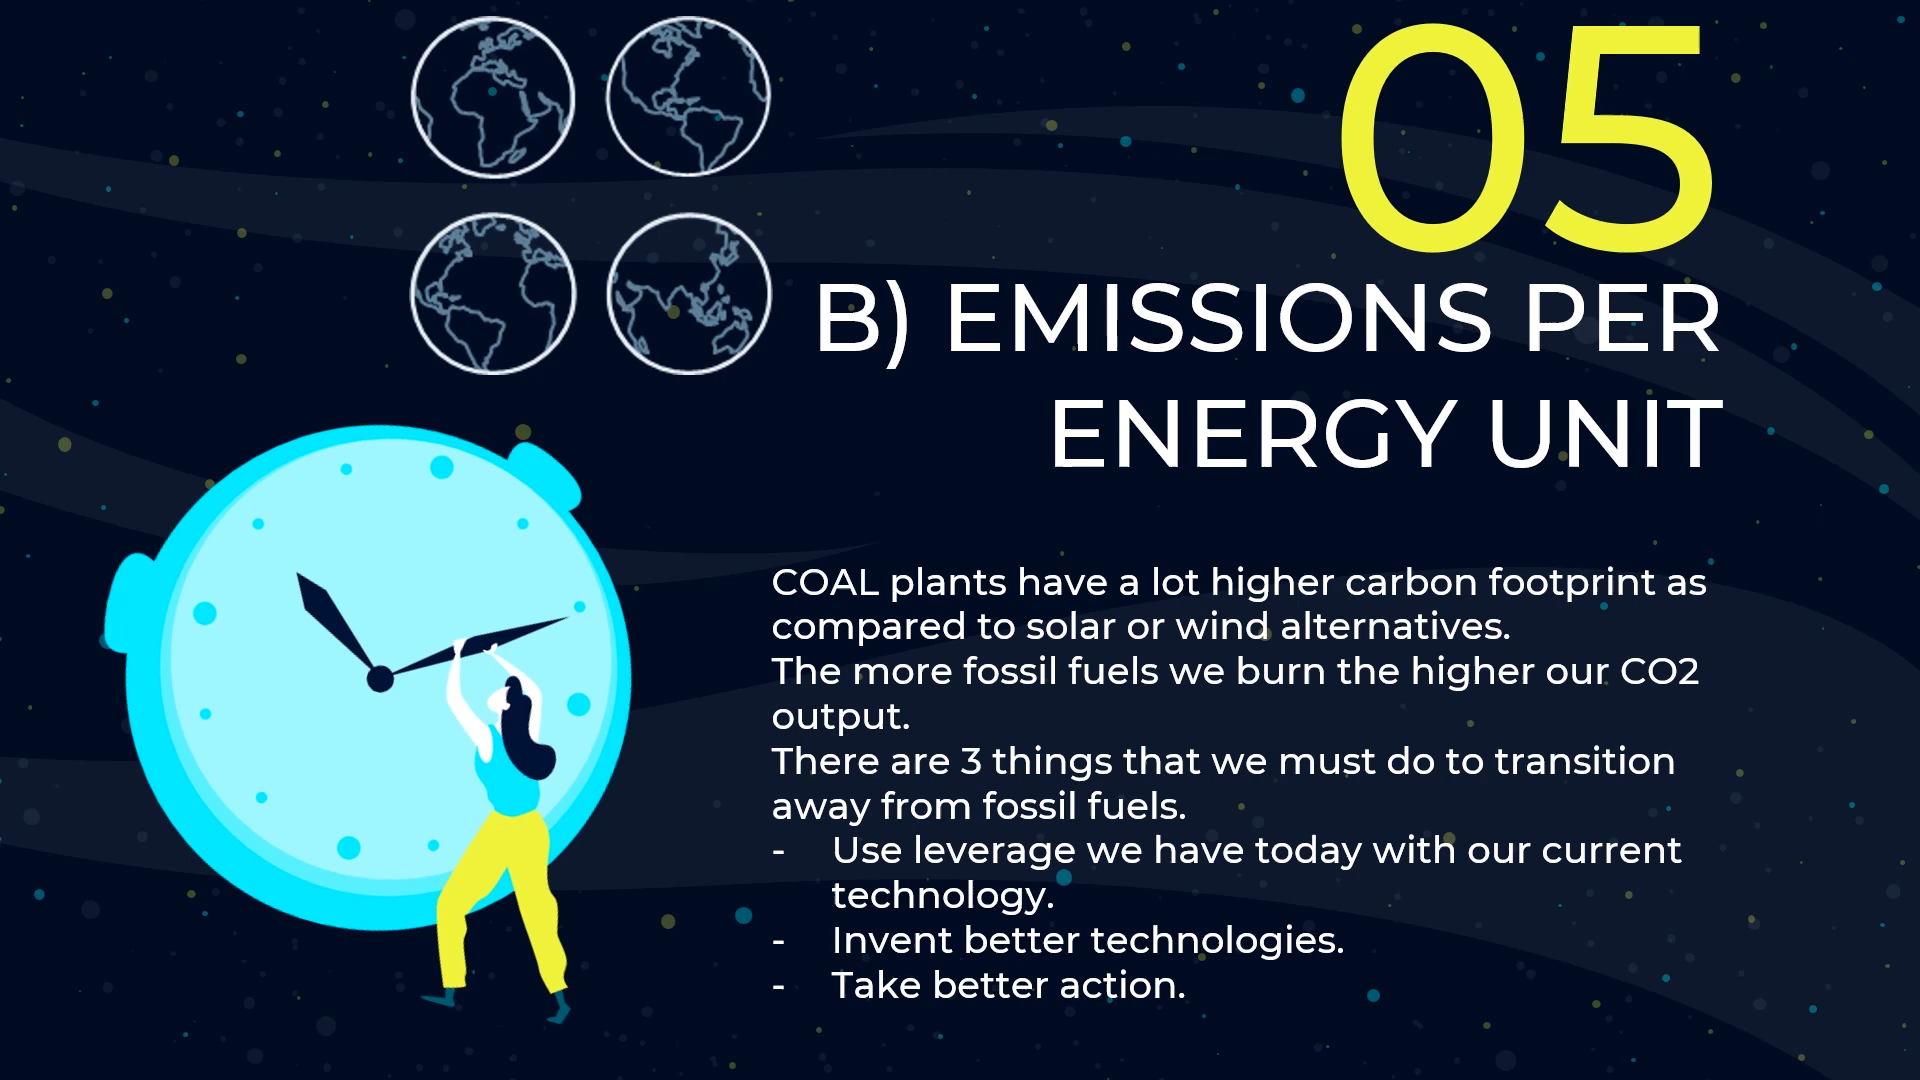 05
B) EMISSIONS PER
ENERGY UNIT
COAL plants have a lot higher carbon footprint as
compared to solar or wind alternatives.
The more fossil fuels we burn the higher our CO2
output.
There are 3 things that we must do to transition
away from fossil fuels.
- Use leverage we have today with our current
technology.
- Invent better technologies.
- Take better action.